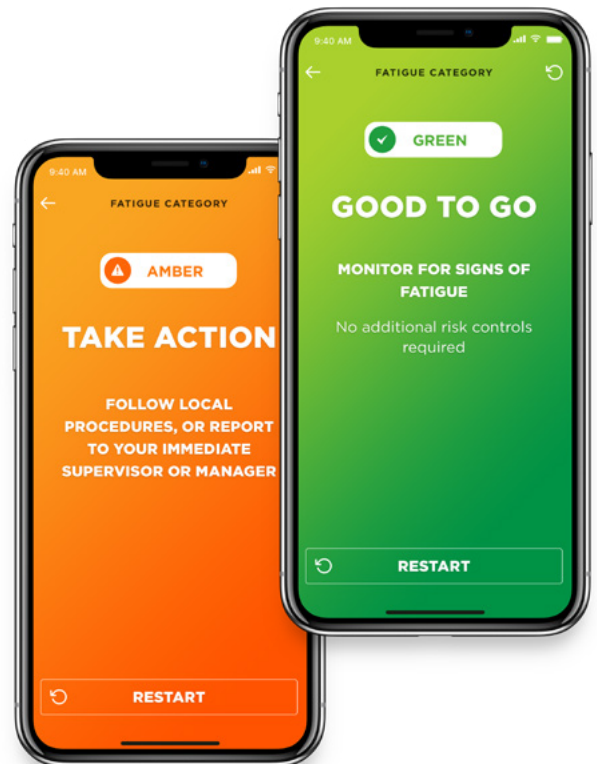 9:40 AM
FATIGUE CATEGORY
AMBER
TAKE ACTION
FOLLOW LOCAL
PROCEDURES, OR REPORT
TO YOUR IMMEDIATE
SUPERVISOR OR MANAGER
RESTART
9:40 AM
FATIGUE CATEGORY
GREEN
GOOD TO GO
MONITOR FOR SIGNS OF
FATIGUE
No additional risk controls
required
RESTART